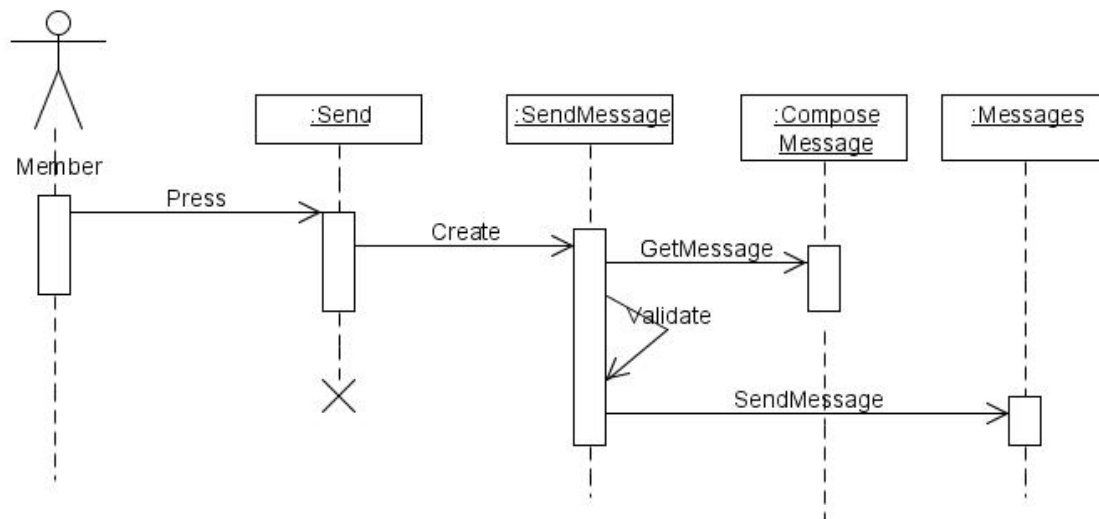 :Send
:SendMessage
:Compose
Message
:Messages
Member
Press
Create
GetMessage
Validate
SendMessage